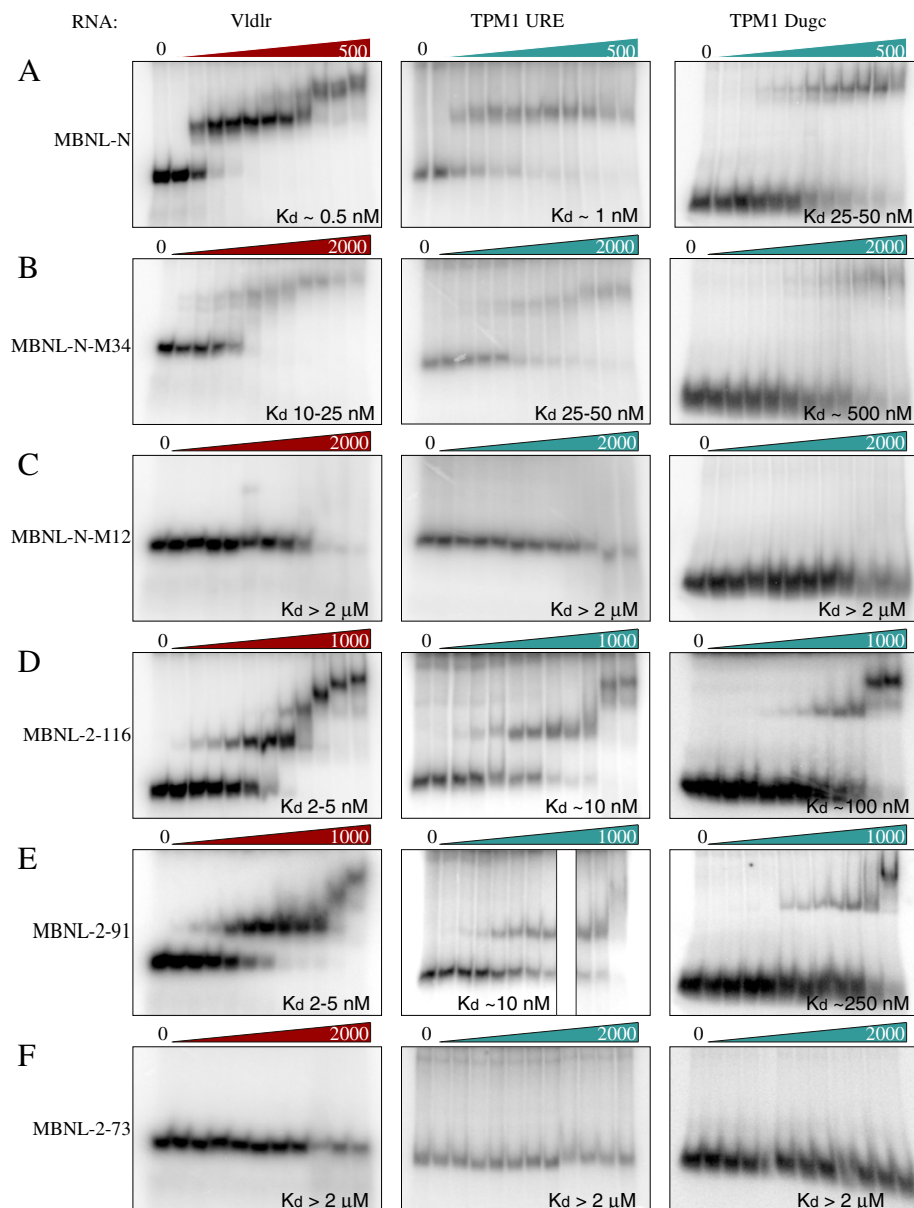 RNA: Vldlr TPM1 URE TPM1 Dugc
0 500 0 500 0 500
A
MBNL-N
Kd ~ 0.5 nM Kd ~ 1 nM Kd 25-50 nM
0 2000 0 2000 0 2000
B
MBNL-N-M34
Kd 10-25 nM Kd 25-50 nM Kd ~ 500 nM
0 2000 0 2000 0 2000
C
MBNL-N-M12
Kd > 2 μM Kd > 2 μM Kd > 2 μM
0 1000 0 1000 0 1000
D
MBNL-2-116
Kd 2-5 nM Kd ~10 nM Kd ~100 nM
0 1000 0 1000 0 1000
E
MBNL-2-91
Kd 2-5 nM Kd ~10 nM Kd ~250 nM
0 2000 0 2000 0 2000
F
MBNL-2-73
Kd > 2 μM Kd > 2 μM Kd > 2 μM